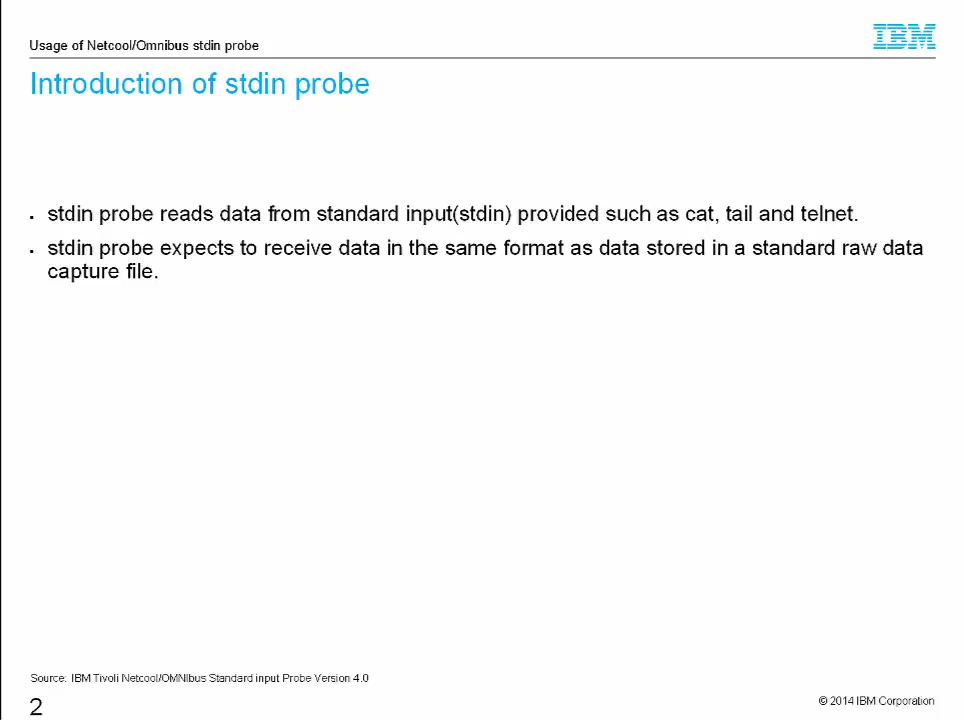 Usage of Netcool/Omnibus stdin probe
IBM
Introduction of stdin probe
▪ stdin probe reads data from standard input(stdin) provided such as cat, tail and telnet.
▪ stdin probe expects to receive data in the same format as data stored in a standard raw data
capture file.
Source: IBM Tivoli Netcool/OMNIbus Standard input Probe Version 4.0
2
© 2014 IBM Corporation